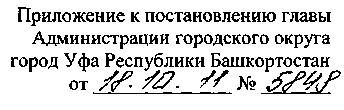 Приложение к постановлению главы
Администрации городского округа
город Уфа Республики Башкортостан
от 18.10.11 № 5848